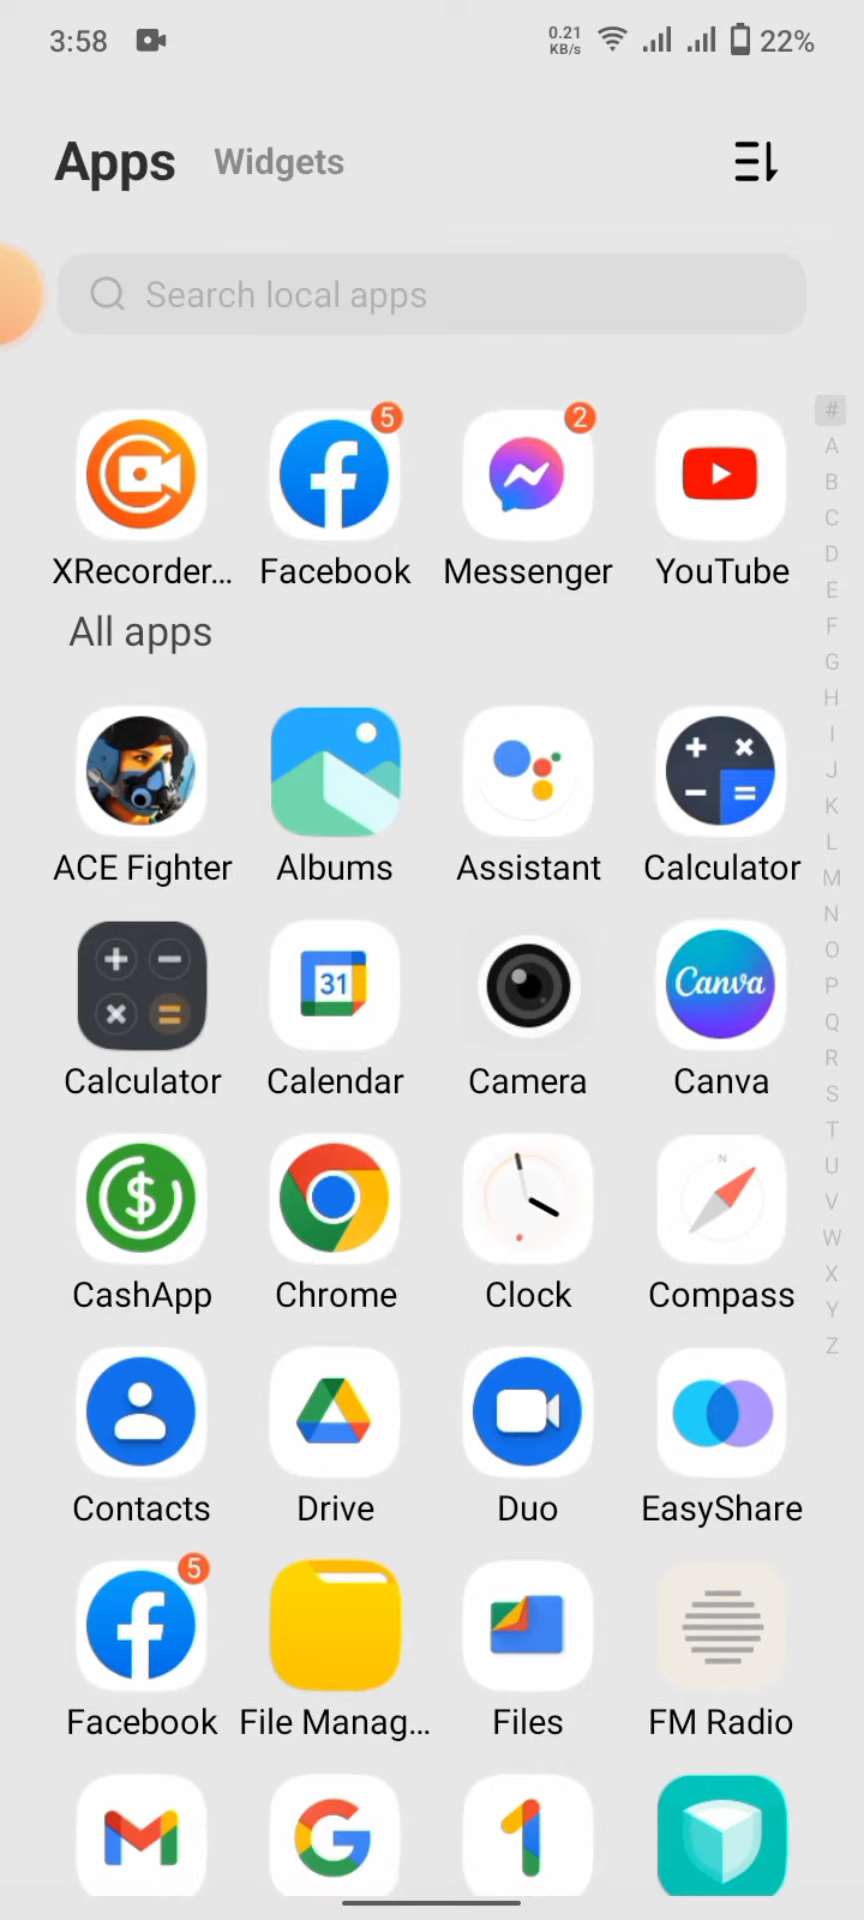 3:58
0.21
KB/s
22%
Apps Widgets
Search local apps
5 2
XRecorder... Facebook Messenger YouTube
All apps
ACE Fighter Albums Assistant Calculator
31
Canva
Calculator Calendar Camera Canva
N
CashApp Chrome Clock Compass
Contacts Drive Duo EasyShare
5
Facebook File Manag... Files FM Radio
#
A
B
C
D
E
F
G
H
I
J
K
L
M
N
O
P
Q
R
S
T
U
V
W
X
Y
Z